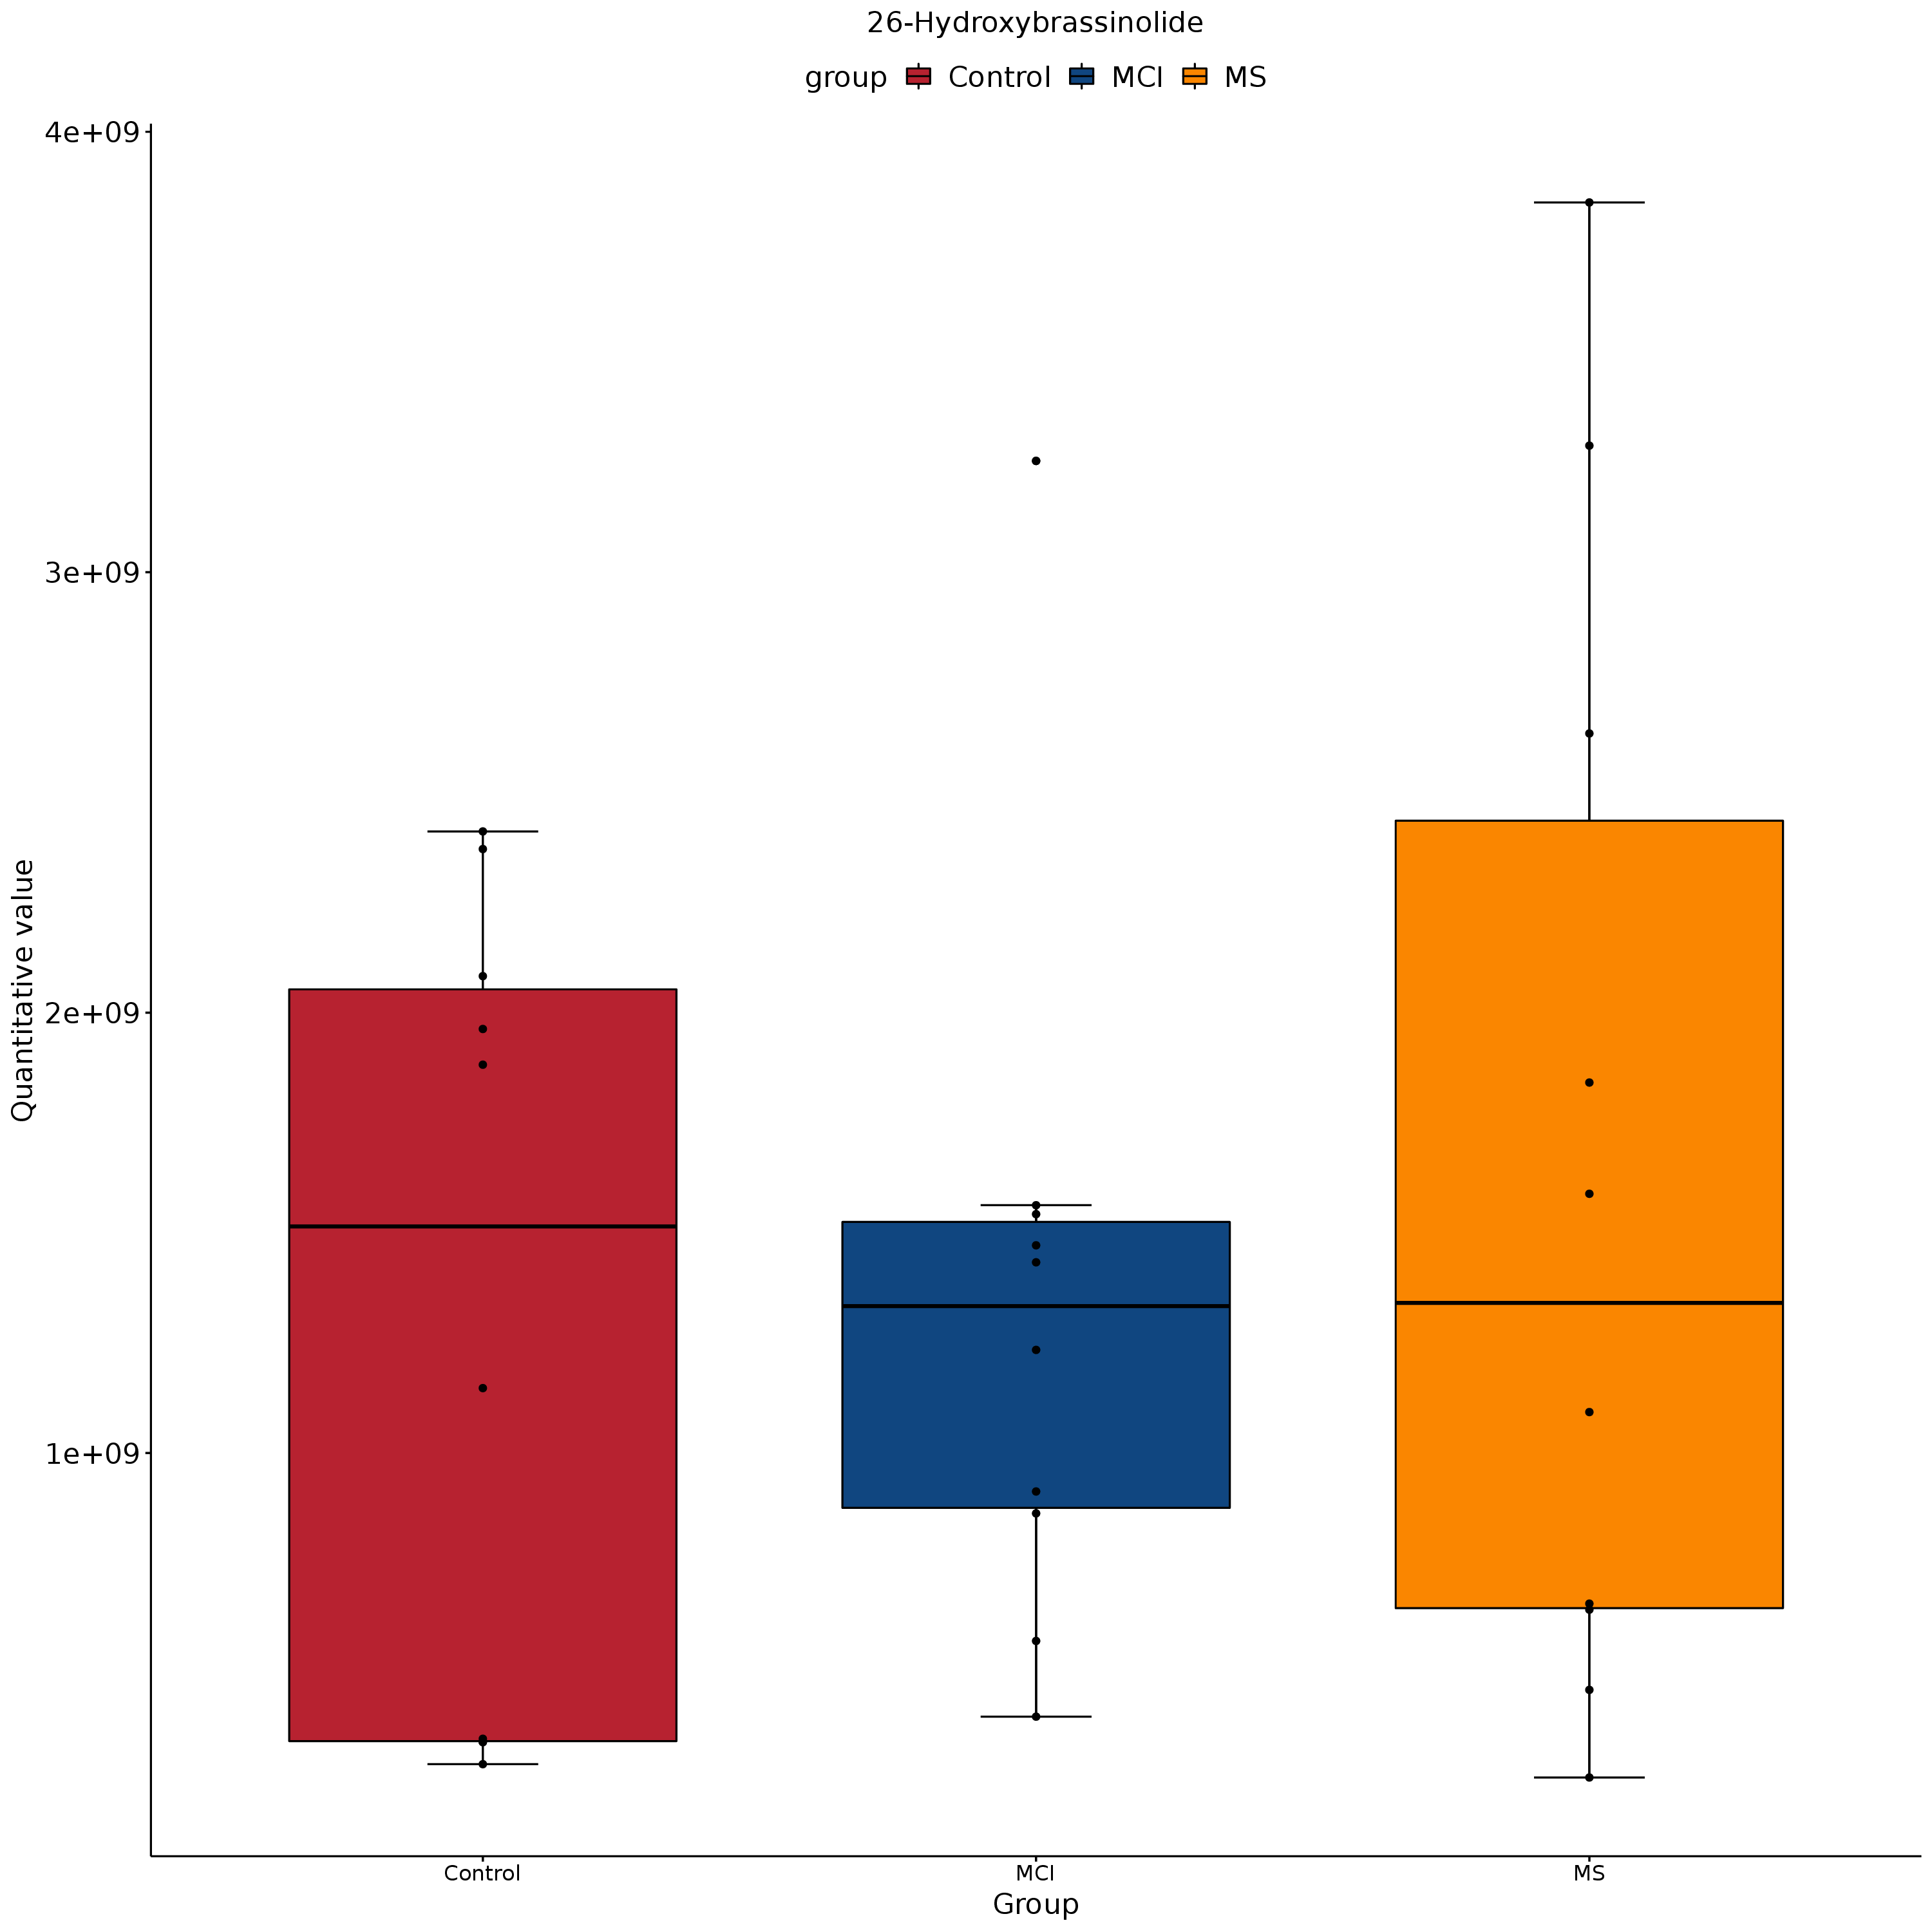 26-Hydroxybrassinolide
group Control MCI MS
4e+09
3e+09
2e+09
1e+09
Quantitative value
Control MCI MS
Group